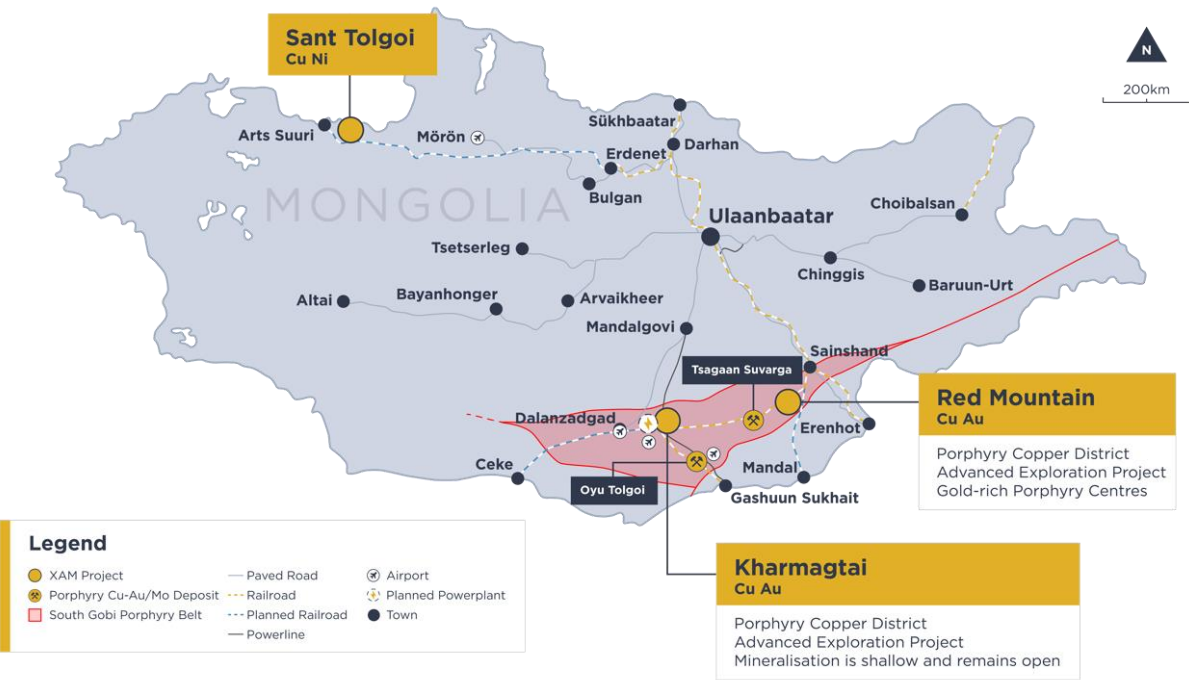 Sant Tolgoi
Cu Ni
N
200km
Arts Suuri
Mörön
Sükhbaatar
Darhan
Erdenet
Bulgan
MONGOLIA
Ulaanbaatar
Choibalsan
Tsetserleg
Chinggis
Baruun-Urt
Altai
Bayanhonger
Arvaikheer
Mandalgovi
Sainshand
Tsagaan Suvarga
Red Mountain
Cu Au
Porphyry Copper District
Advanced Exploration Project
Gold-rich Porphyry Centres
Dalanzadgad
Erenhot
Ceke
Mandal
Oyu Tolgoi
Gashuun Sukhait
Kharmagtai
Cu Au
Porphyry Copper District
Advanced Exploration Project
Mineralisation is shallow and remains open
Legend
XAM Project
Porphyry Cu-Au/Mo Deposit
South Gobi Porphyry Belt
Paved Road
Railroad
Planned Railroad
Powerline
Airport
Planned Powerplant
Town